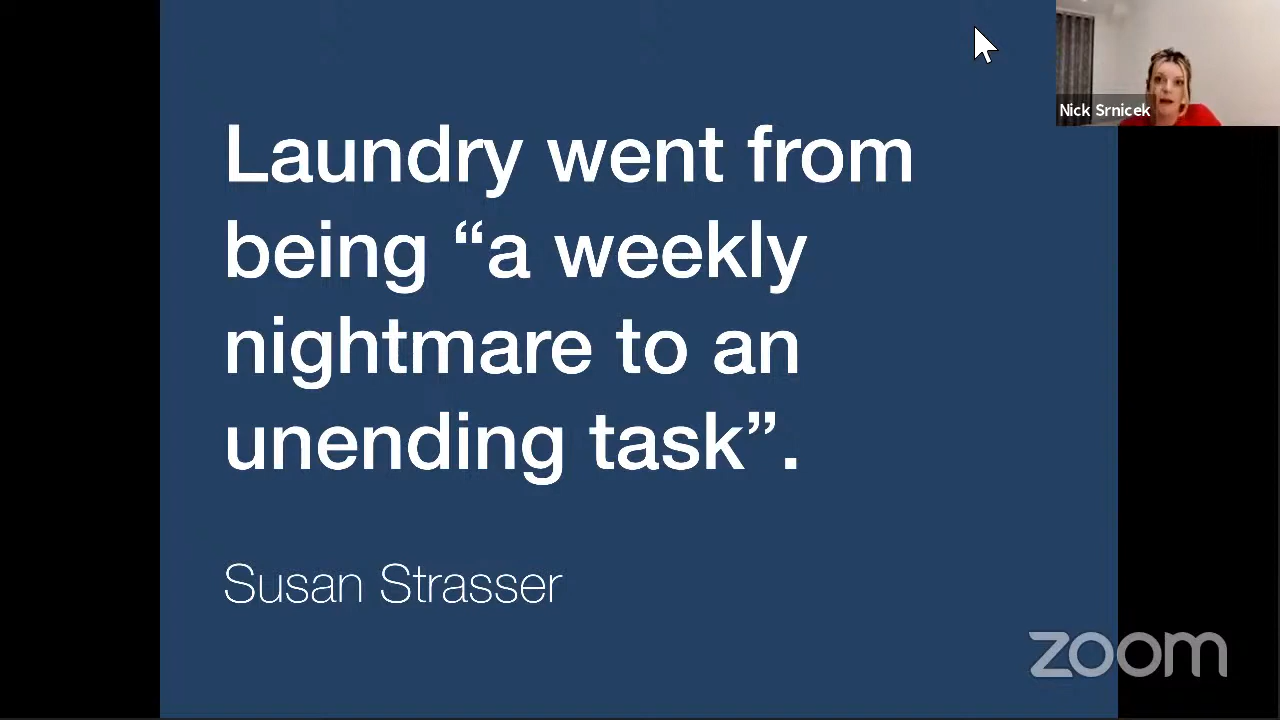 Nick Srnicek
Laundry went from
being “a weekly
nightmare to an
unending task”.
Susan Strasser
zoom